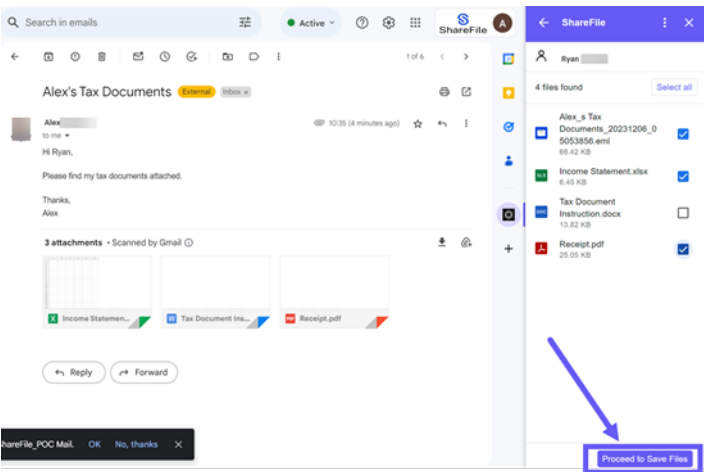 Search in emails
Active
ShareFile
A
1 of 6
Alex's Tax Documents External Inbox x
Alex
10:35 (4 minutes ago)
to me
Hi Ryan,
Please find my tax documents attached.
Thanks,
Alex
3 attachments • Scanned by Gmail
X Income Statemen...
W Tax Document Ins...
PDF Receipt.pdf
Reply
Forward
ShareFile_POC Mail. OK No, thanks
ShareFile
Ryan
4 files found Select all
Alex_s Tax
Documents_20231206_0
5053856.eml
68.42 KB
XLS Income Statement.xlsx
6.45 KB
Tax Document
DOC Instruction.docx
13.82 KB
Receipt.pdf
25.05 KB
Proceed to Save Files